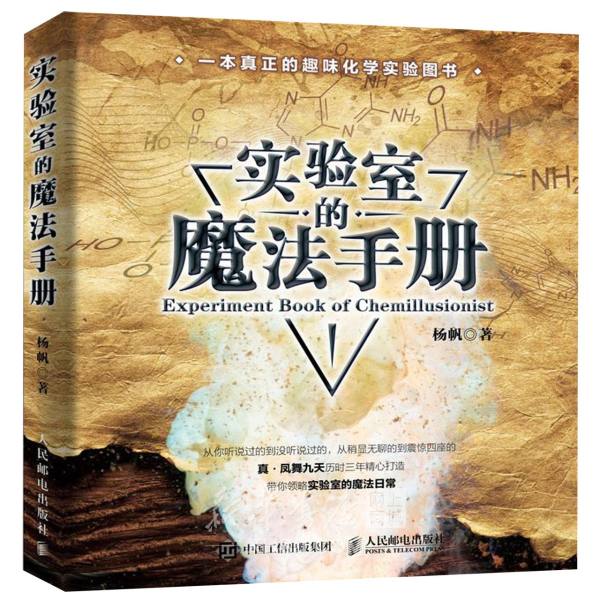 一本真正的趣味化学实验图书
实验室
的
魔法手册
Experiment Book of Chemillusionist
杨帆◎著
从你听说过的到没听说过的，从稍显无聊的到震惊四座的
真·凤舞九天历时三年精心打造
带你领略实验室的魔法日常
中国工信出版集团
人民邮电出版社
POSTS & TELECOM PRESS
实验室的魔法手册
杨帆◎著
人民邮电出版社
N
N
NH₂
NH₂
NH₂
HO
P
O
HO